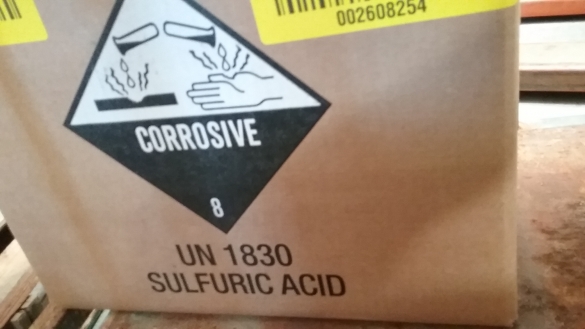 002608254
CORROSIVE
8
UN 1830
SULFURIC ACID